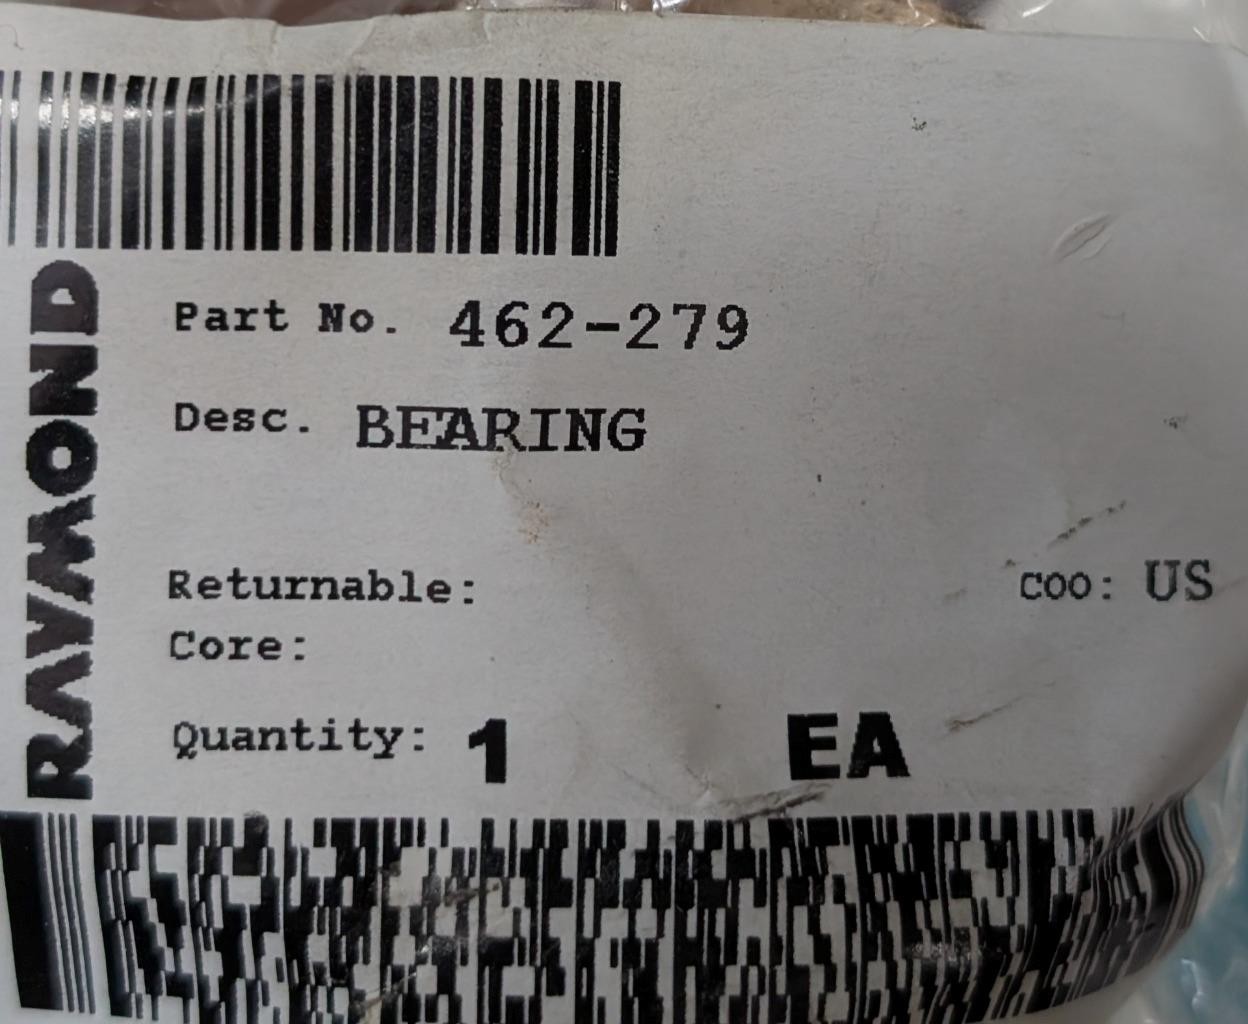 RAYMOND
Part No. 462-279
Desc. BEARING
Returnable:
COO: US
Core:
Quantity: 1 EA